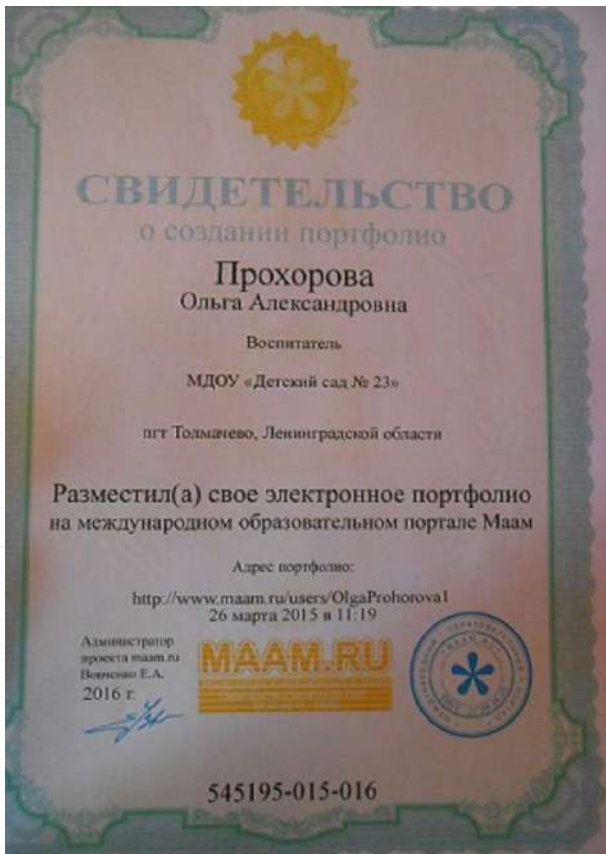 СВИДЕТЕЛЬСТВО
о создании портфолио
Прохорова
Ольга Александровна
Воспитатель
МДОУ «Детский сад № 23»
пгт Толмачево, Ленинградской области
Разместил(а) свое электронное портфолио
на международном образовательном портале Маам
Адрес портфолио:
http://www.maam.ru/users/OlgaProhorova1
26 марта 2015 в 11:19
Администратор
проекта maam.ru
Вовченко Е.А.
2016 г.
MAAM.RU
545195-015-016